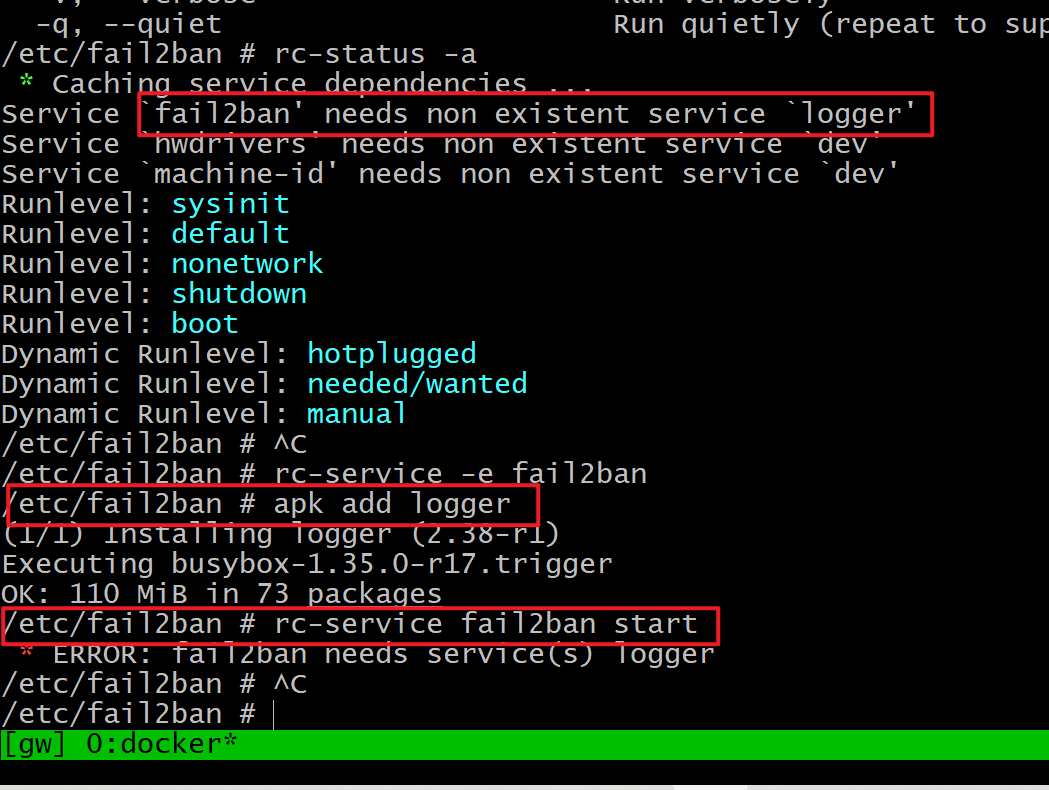 -q, --quiet Run quietly (repeat to sup
/etc/fail2ban # rc-status -a
* Caching service dependencies ...
Service `fail2ban' needs non existent service `logger'
Service `hwdrivers' needs non existent service `dev'
Service `machine-id' needs non existent service `dev'
Runlevel: sysinit
Runlevel: default
Runlevel: nonetwork
Runlevel: shutdown
Runlevel: boot
Dynamic Runlevel: hotplugged
Dynamic Runlevel: needed/wanted
Dynamic Runlevel: manual
/etc/fail2ban # ^C
/etc/fail2ban # rc-service -e fail2ban
/etc/fail2ban # apk add logger
(1/1) Installing logger (2.38-r1)
Executing busybox-1.35.0-r17.trigger
OK: 110 MiB in 73 packages
/etc/fail2ban # rc-service fail2ban start
* ERROR: fail2ban needs service(s) logger
/etc/fail2ban # ^C
/etc/fail2ban #
[gw] 0:docker*